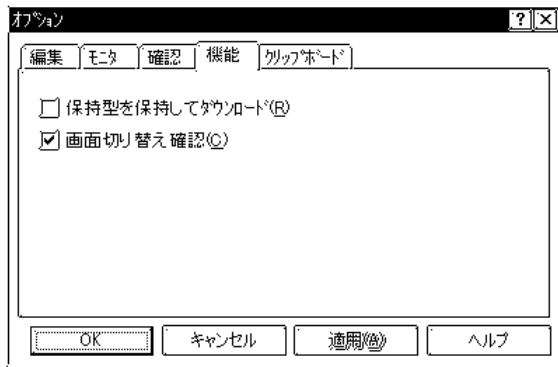 ｵﾌﾟｼｮﾝ
編集 ﾓﾆﾀ 確認 機能 ｸﾘｯﾌﾟﾎﾞｰﾄﾞ
保持型を保持してﾀﾞｳﾝﾛｰﾄﾞ(R)
画面切り替え確認(C)
OK キャンセル 適用(A) ヘルプ